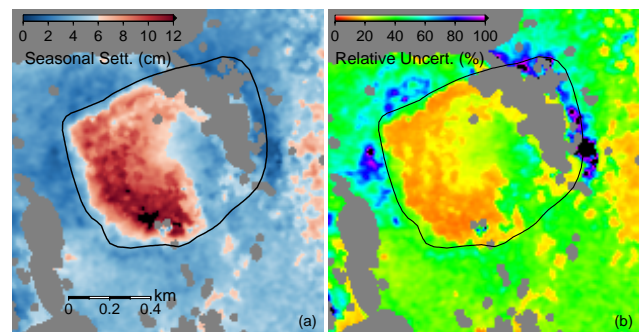 0 2 4 6 8 10 12
Seasonal Sett. (cm)
0 20 40 60 80 100
Relative Uncert. (%)
km
0 0.2 0.4
(a)
(b)